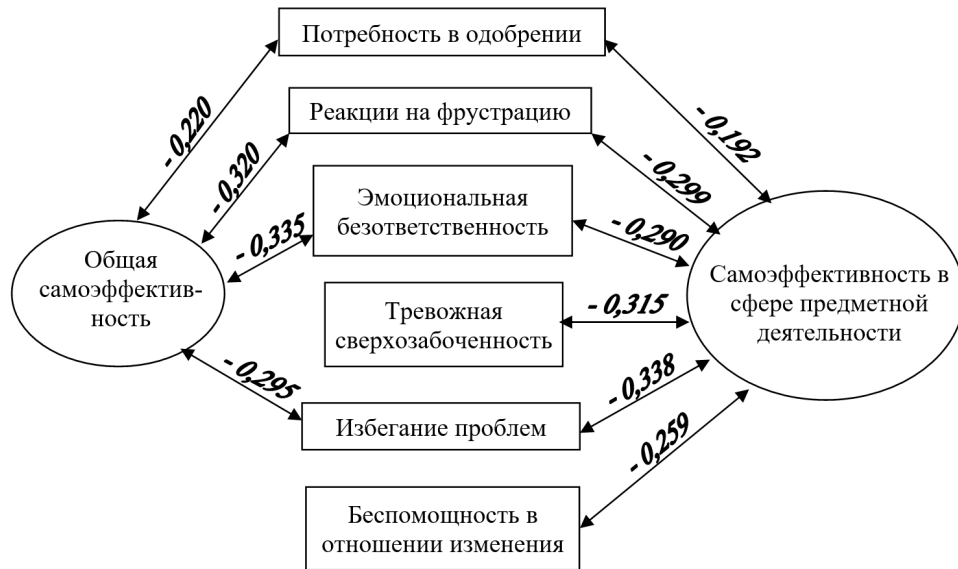 Потребность в одобрении
- 0,220
- 0,192
Реакции на фрустрацию
- 0,320
- 0,299
Эмоциональная
безответственность
- 0,335
- 0,290
Общая
самоэффектив-
ность
Самоэффективность в
сфере предметной
деятельности
Тревожная
сверхозабоченность
- 0,315
- 0,295
Избегание проблем
- 0,338
- 0,259
Беспомощность в
отношении изменения